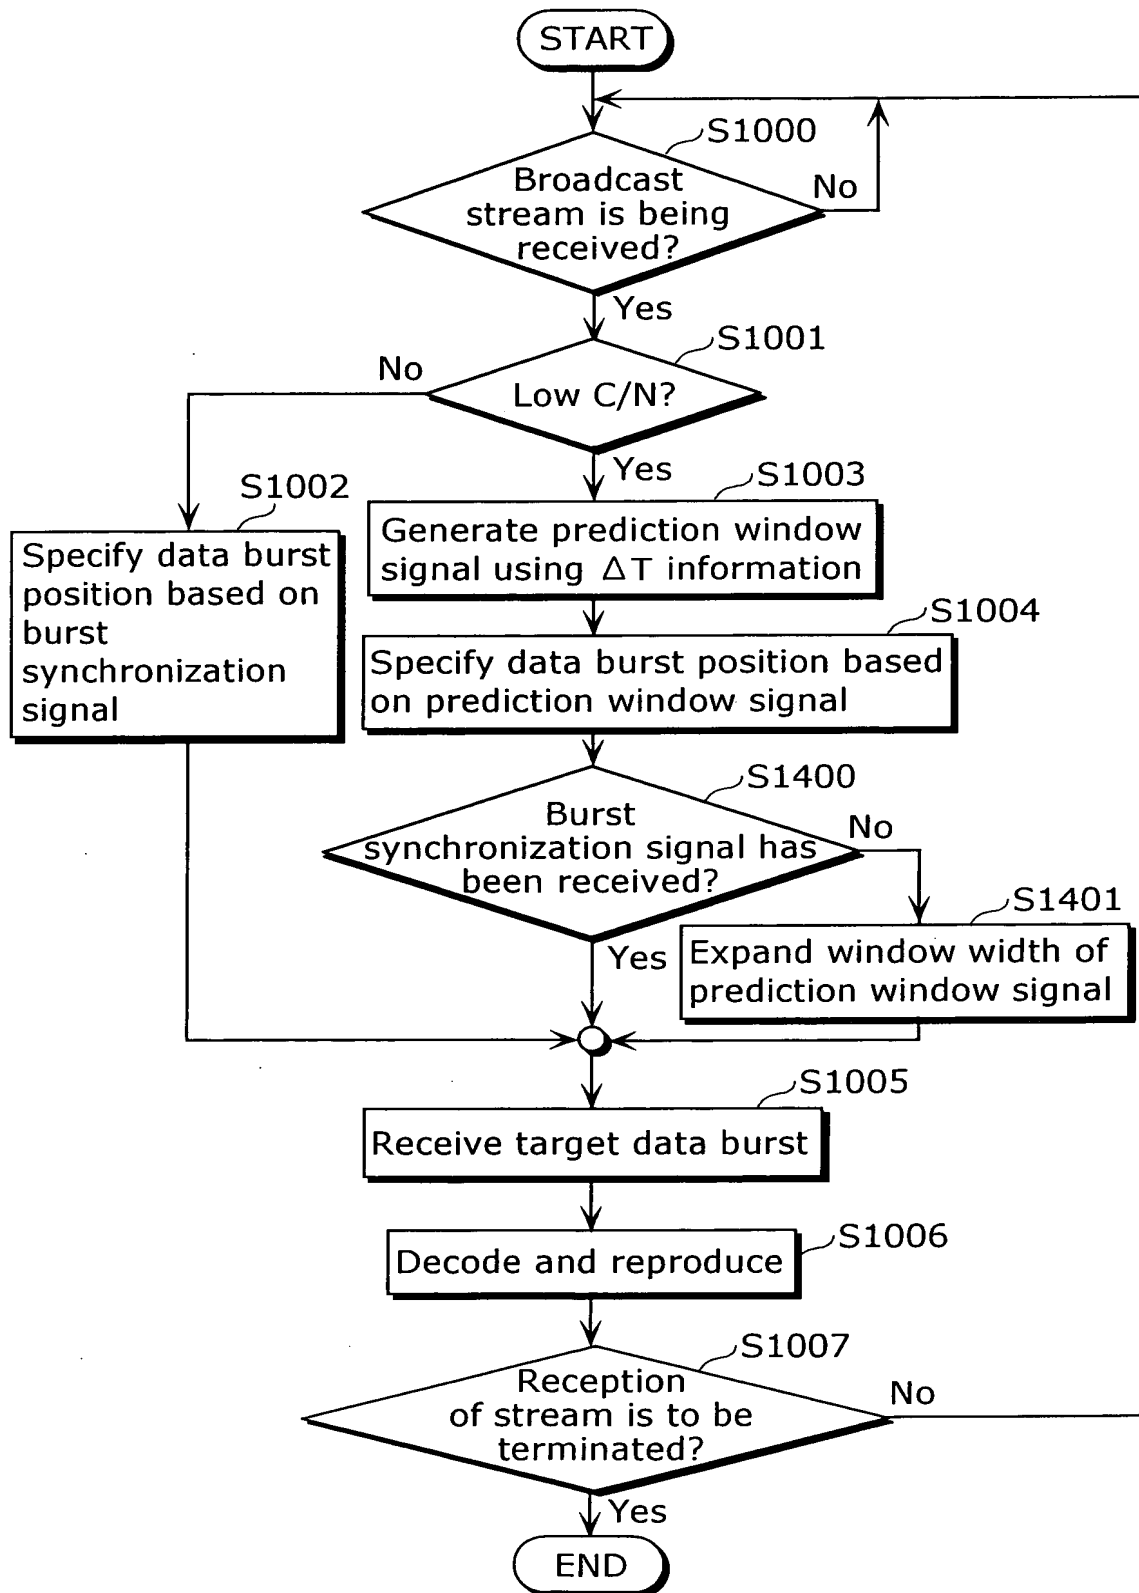 START
S1000
Broadcast
stream is being
received?
No
Yes
S1001
No
Low C/N?
Yes
S1002
S1003
Specify data burst
position based on
burst
synchronization
signal
Generate prediction window
signal using ΔT information
S1004
Specify data burst position based
on prediction window signal
S1400
Burst
synchronization signal has
been received?
No
Yes
S1401
Expand window width of
prediction window signal
S1005
Receive target data burst
S1006
Decode and reproduce
S1007
Reception
of stream is to be
terminated?
No
Yes
END